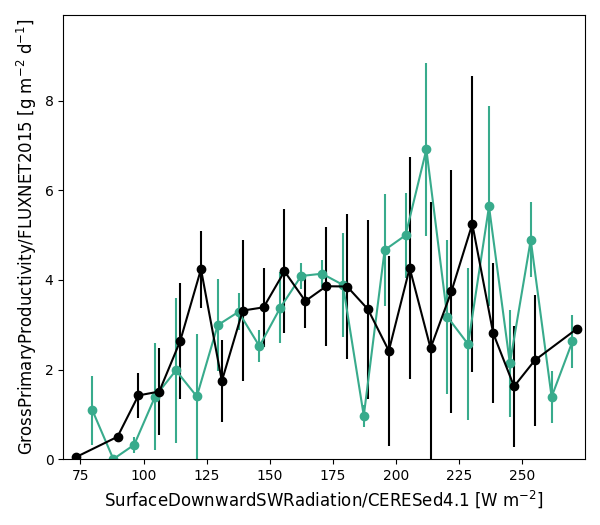 GrossPrimaryProductivity/FLUXNET2015 [g m⁻² d⁻¹]
8
6
4
2
0
75 100 125 150 175 200 225 250
SurfaceDownwardSWRadiation/CERESed4.1 [W m⁻²]